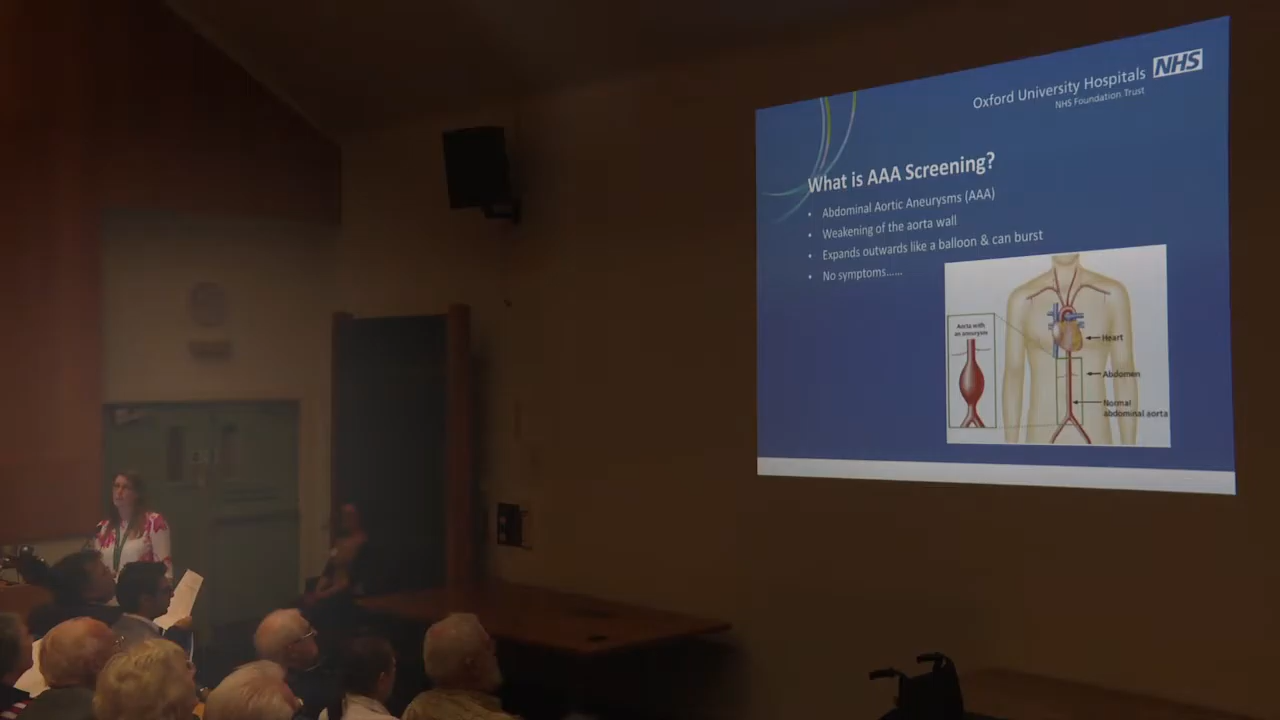 Oxford University Hospitals NHS
NHS Foundation Trust
What is AAA Screening?
• Abdominal Aortic Aneurysms (AAA)
• Weakening of the aorta wall
• Expands outwards like a balloon & can burst
• No symptoms......
Aorta with
an aneurysm
Heart
Abdomen
Normal
abdominal aorta